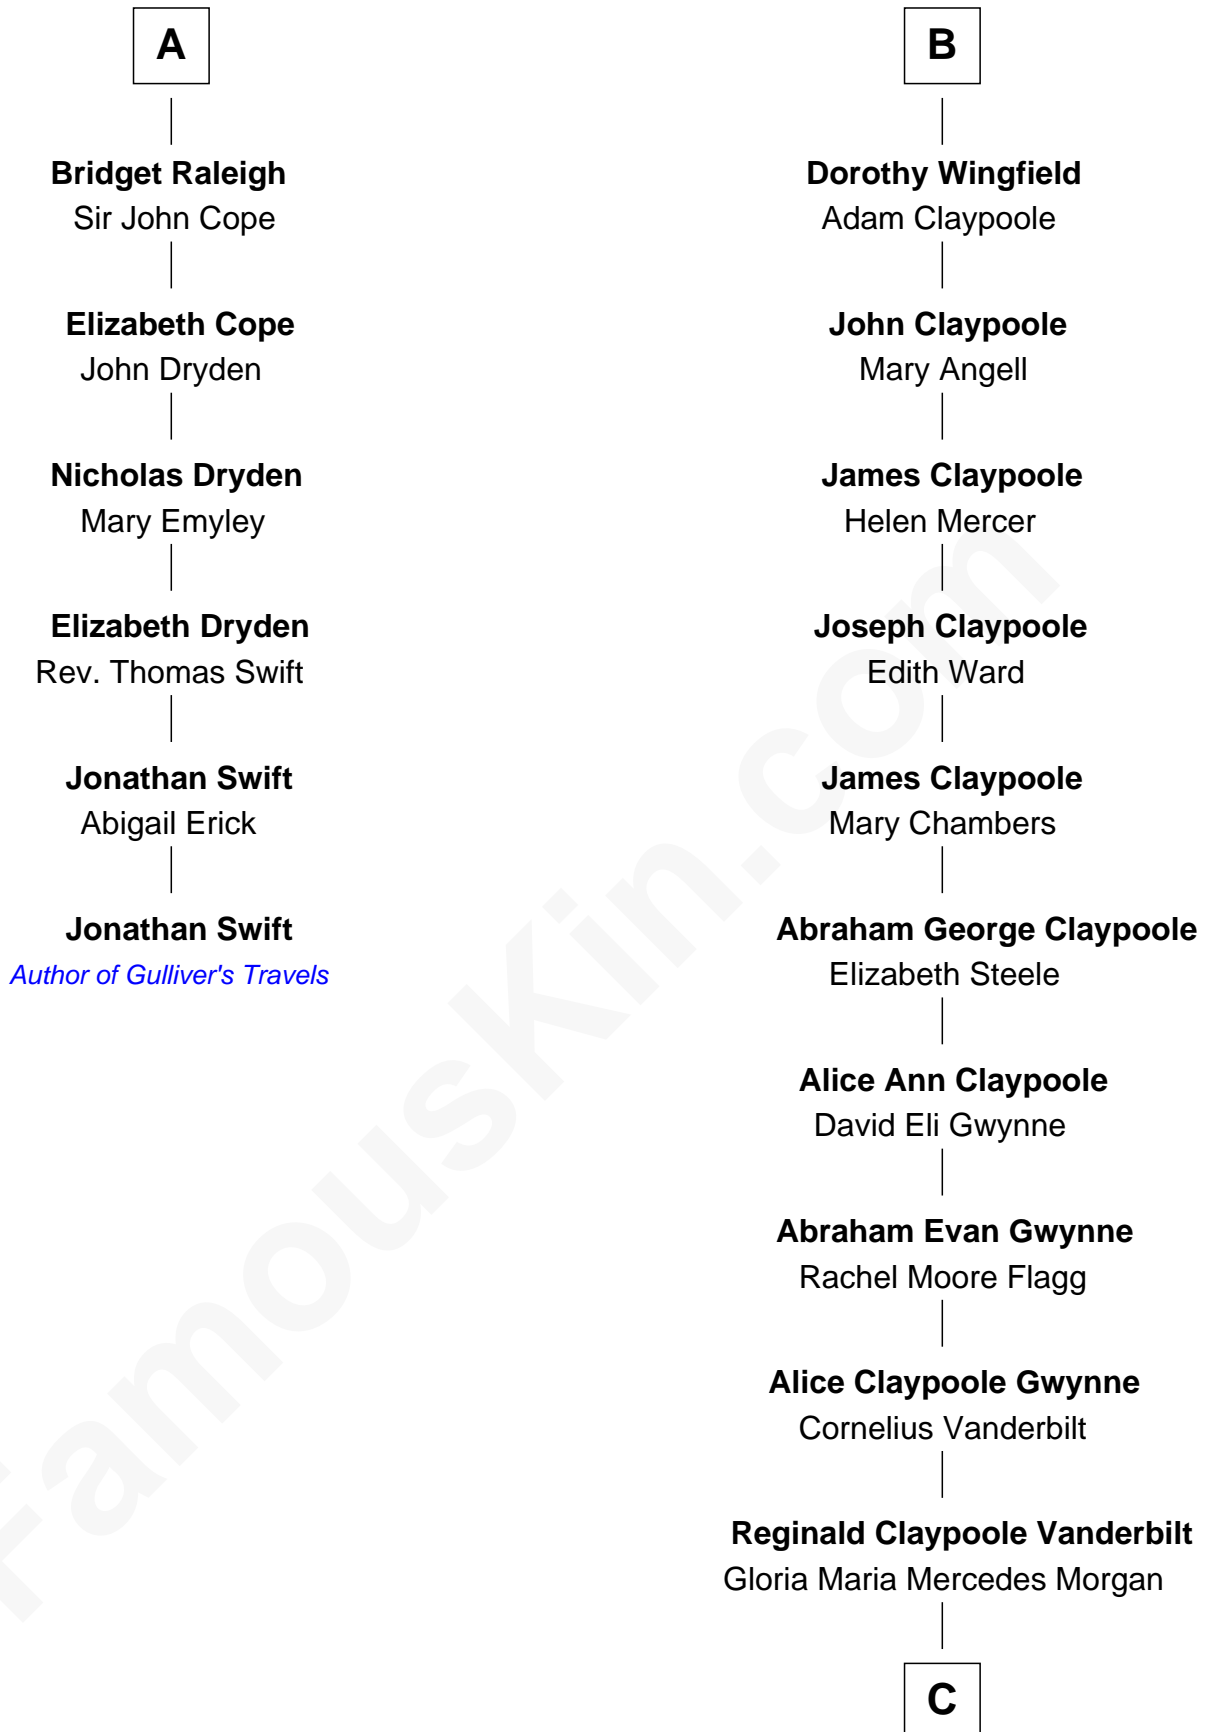 A
Bridget Raleigh
Sir John Cope
Elizabeth Cope
John Dryden
Nicholas Dryden
Mary Emyley
Elizabeth Dryden
Rev. Thomas Swift
Jonathan Swift
Abigail Erick
Jonathan Swift
Author of Gulliver's Travels
B
Dorothy Wingfield
Adam Claypoole
John Claypoole
Mary Angell
James Claypoole
Helen Mercer
Joseph Claypoole
Edith Ward
James Claypoole
Mary Chambers
Abraham George Claypoole
Elizabeth Steele
Alice Ann Claypoole
David Eli Gwynne
Abraham Evan Gwynne
Rachel Moore Flagg
Alice Claypoole Gwynne
Cornelius Vanderbilt
Reginald Claypoole Vanderbilt
Gloria Maria Mercedes Morgan
C
FamousKin.com